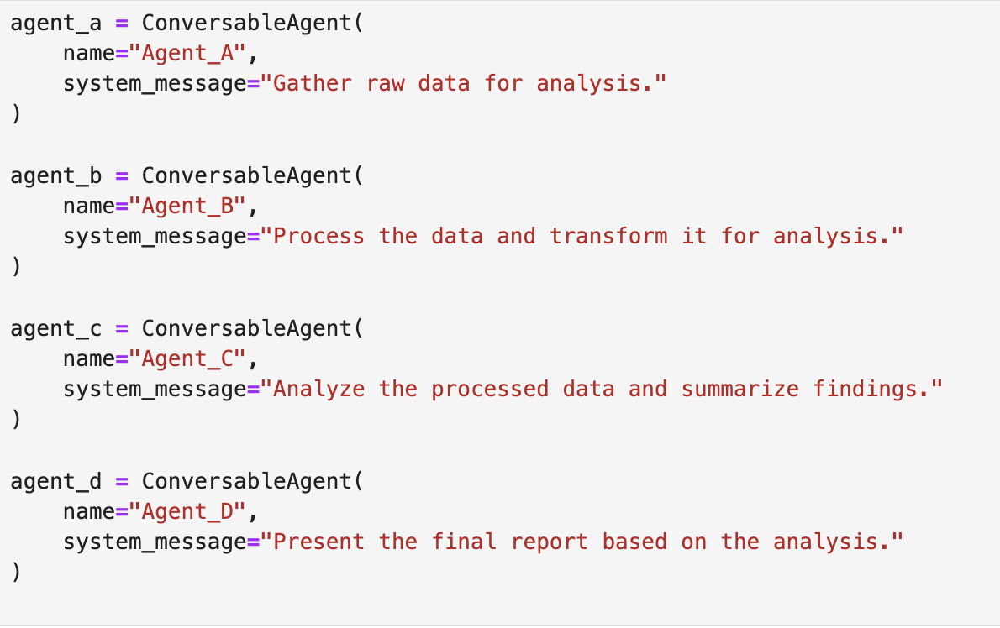 agent_a = ConversableAgent(
    name="Agent_A",
    system_message="Gather raw data for analysis."
)

agent_b = ConversableAgent(
    name="Agent_B",
    system_message="Process the data and transform it for analysis."
)

agent_c = ConversableAgent(
    name="Agent_C",
    system_message="Analyze the processed data and summarize findings."
)

agent_d = ConversableAgent(
    name="Agent_D",
    system_message="Present the final report based on the analysis."
)